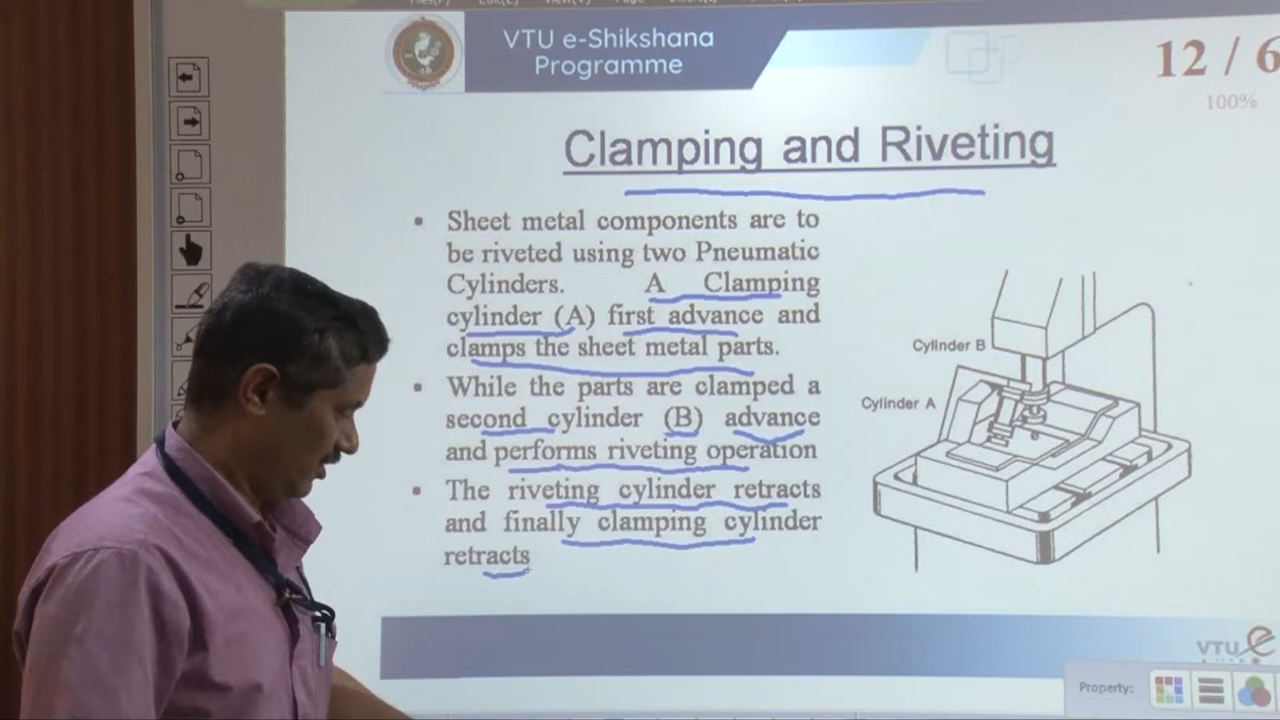 VTU e-Shikshana
Programme
12 / 6
100%
Clamping and Riveting
• Sheet metal components are to
be riveted using two Pneumatic
Cylinders. A Clamping
cylinder (A) first advance and
clamps the sheet metal parts.
• While the parts are clamped a
second cylinder (B) advance
and performs riveting operation
• The riveting cylinder retracts
and finally clamping cylinder
retracts
Cylinder B
Cylinder A
VTU e
Property: